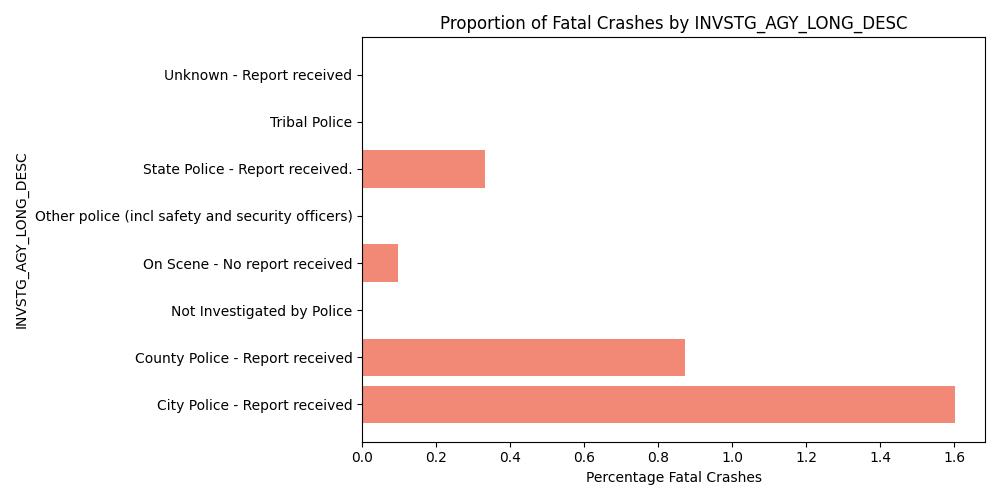 Proportion of Fatal Crashes by INVSTG_AGY_LONG_DESC
INVSTG_AGY_LONG_DESC
Unknown - Report received
Tribal Police
State Police - Report received.
Other police (incl safety and security officers)
On Scene - No report received
Not Investigated by Police
County Police - Report received
City Police - Report received
0.0 0.2 0.4 0.6 0.8 1.0 1.2 1.4 1.6
Percentage Fatal Crashes